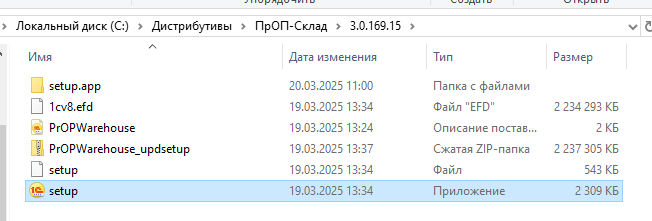 Упорядочить
Создать
Открыть
Локальный диск (C:) > Дистрибутивы > ПрОП-Склад > 3.0.169.15 >
Имя Дата изменения Тип Размер
setup.app 20.03.2025 11:00 Папка с файлами
1cv8.efd 19.03.2025 13:34 Файл "EFD" 2 234 293 КБ
PrOPWarehouse 19.03.2025 13:24 Описание постав... 2 КБ
PrOPWarehouse_updsetup 19.03.2025 13:37 Сжатая ZIP-папка 2 237 305 КБ
setup 19.03.2025 13:34 Файл 543 КБ
setup 19.03.2025 13:34 Приложение 2 309 КБ